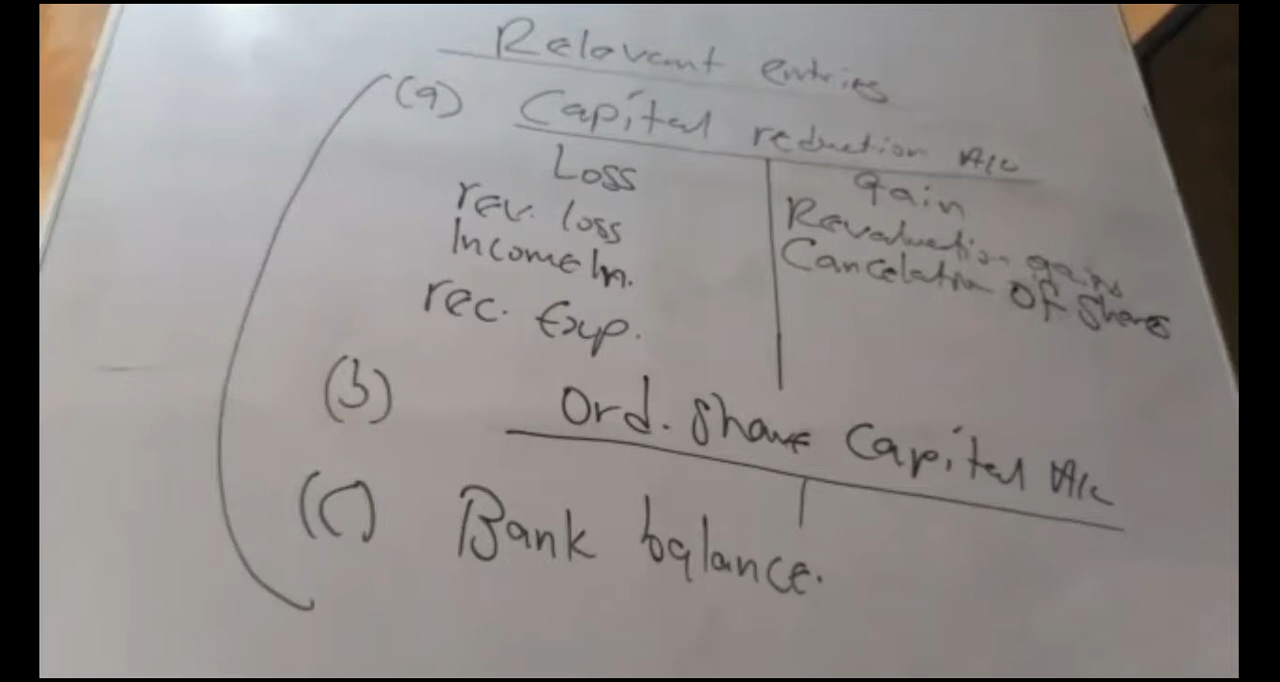 Relevant entries
(a) Capital reduction A/c
Loss
gain
rev. loss
Revaluation gains
Income in.
Cancelation of Shares
rec. Exp.
(b) Ord. Share Capital A/c
(c) Bank balance.